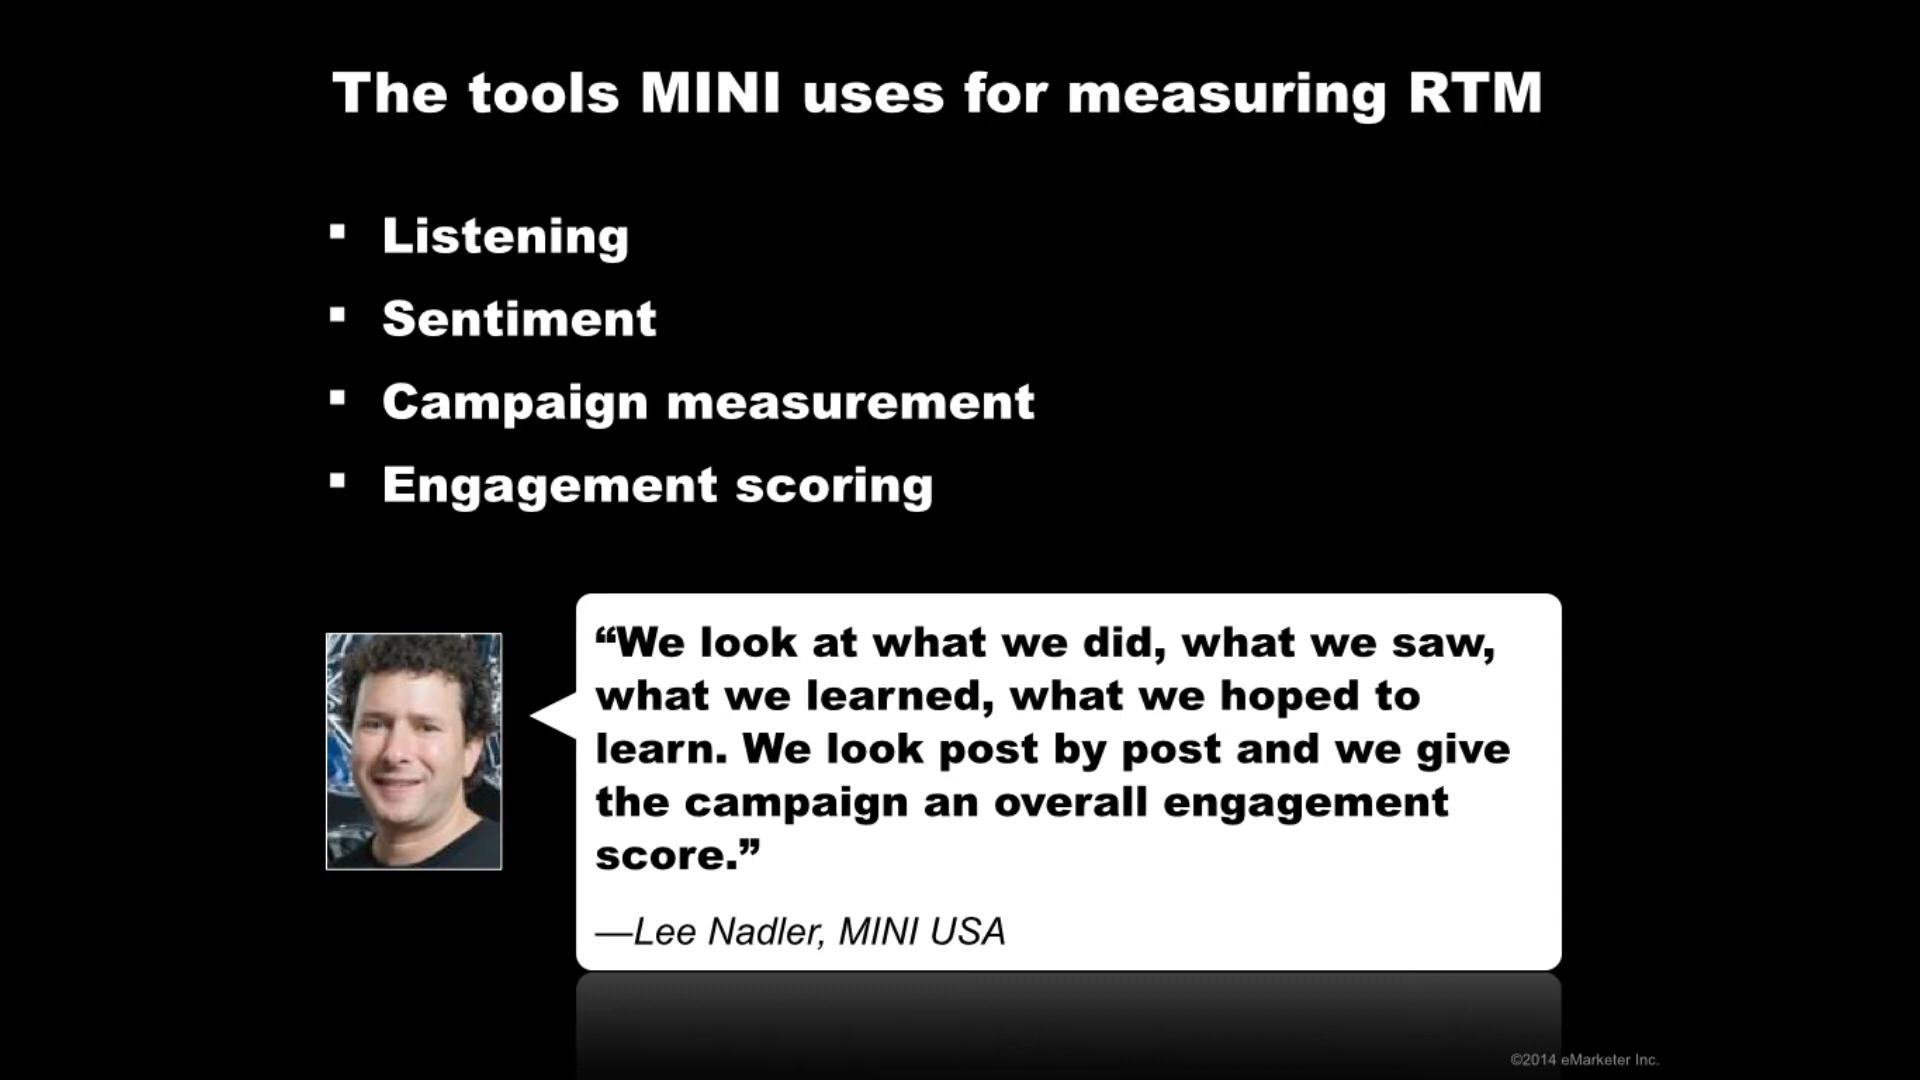 The tools MINI uses for measuring RTM
▪ Listening
▪ Sentiment
▪ Campaign measurement
▪ Engagement scoring
“We look at what we did, what we saw,
what we learned, what we hoped to
learn. We look post by post and we give
the campaign an overall engagement
score.”
—Lee Nadler, MINI USA
©2014 eMarketer Inc.